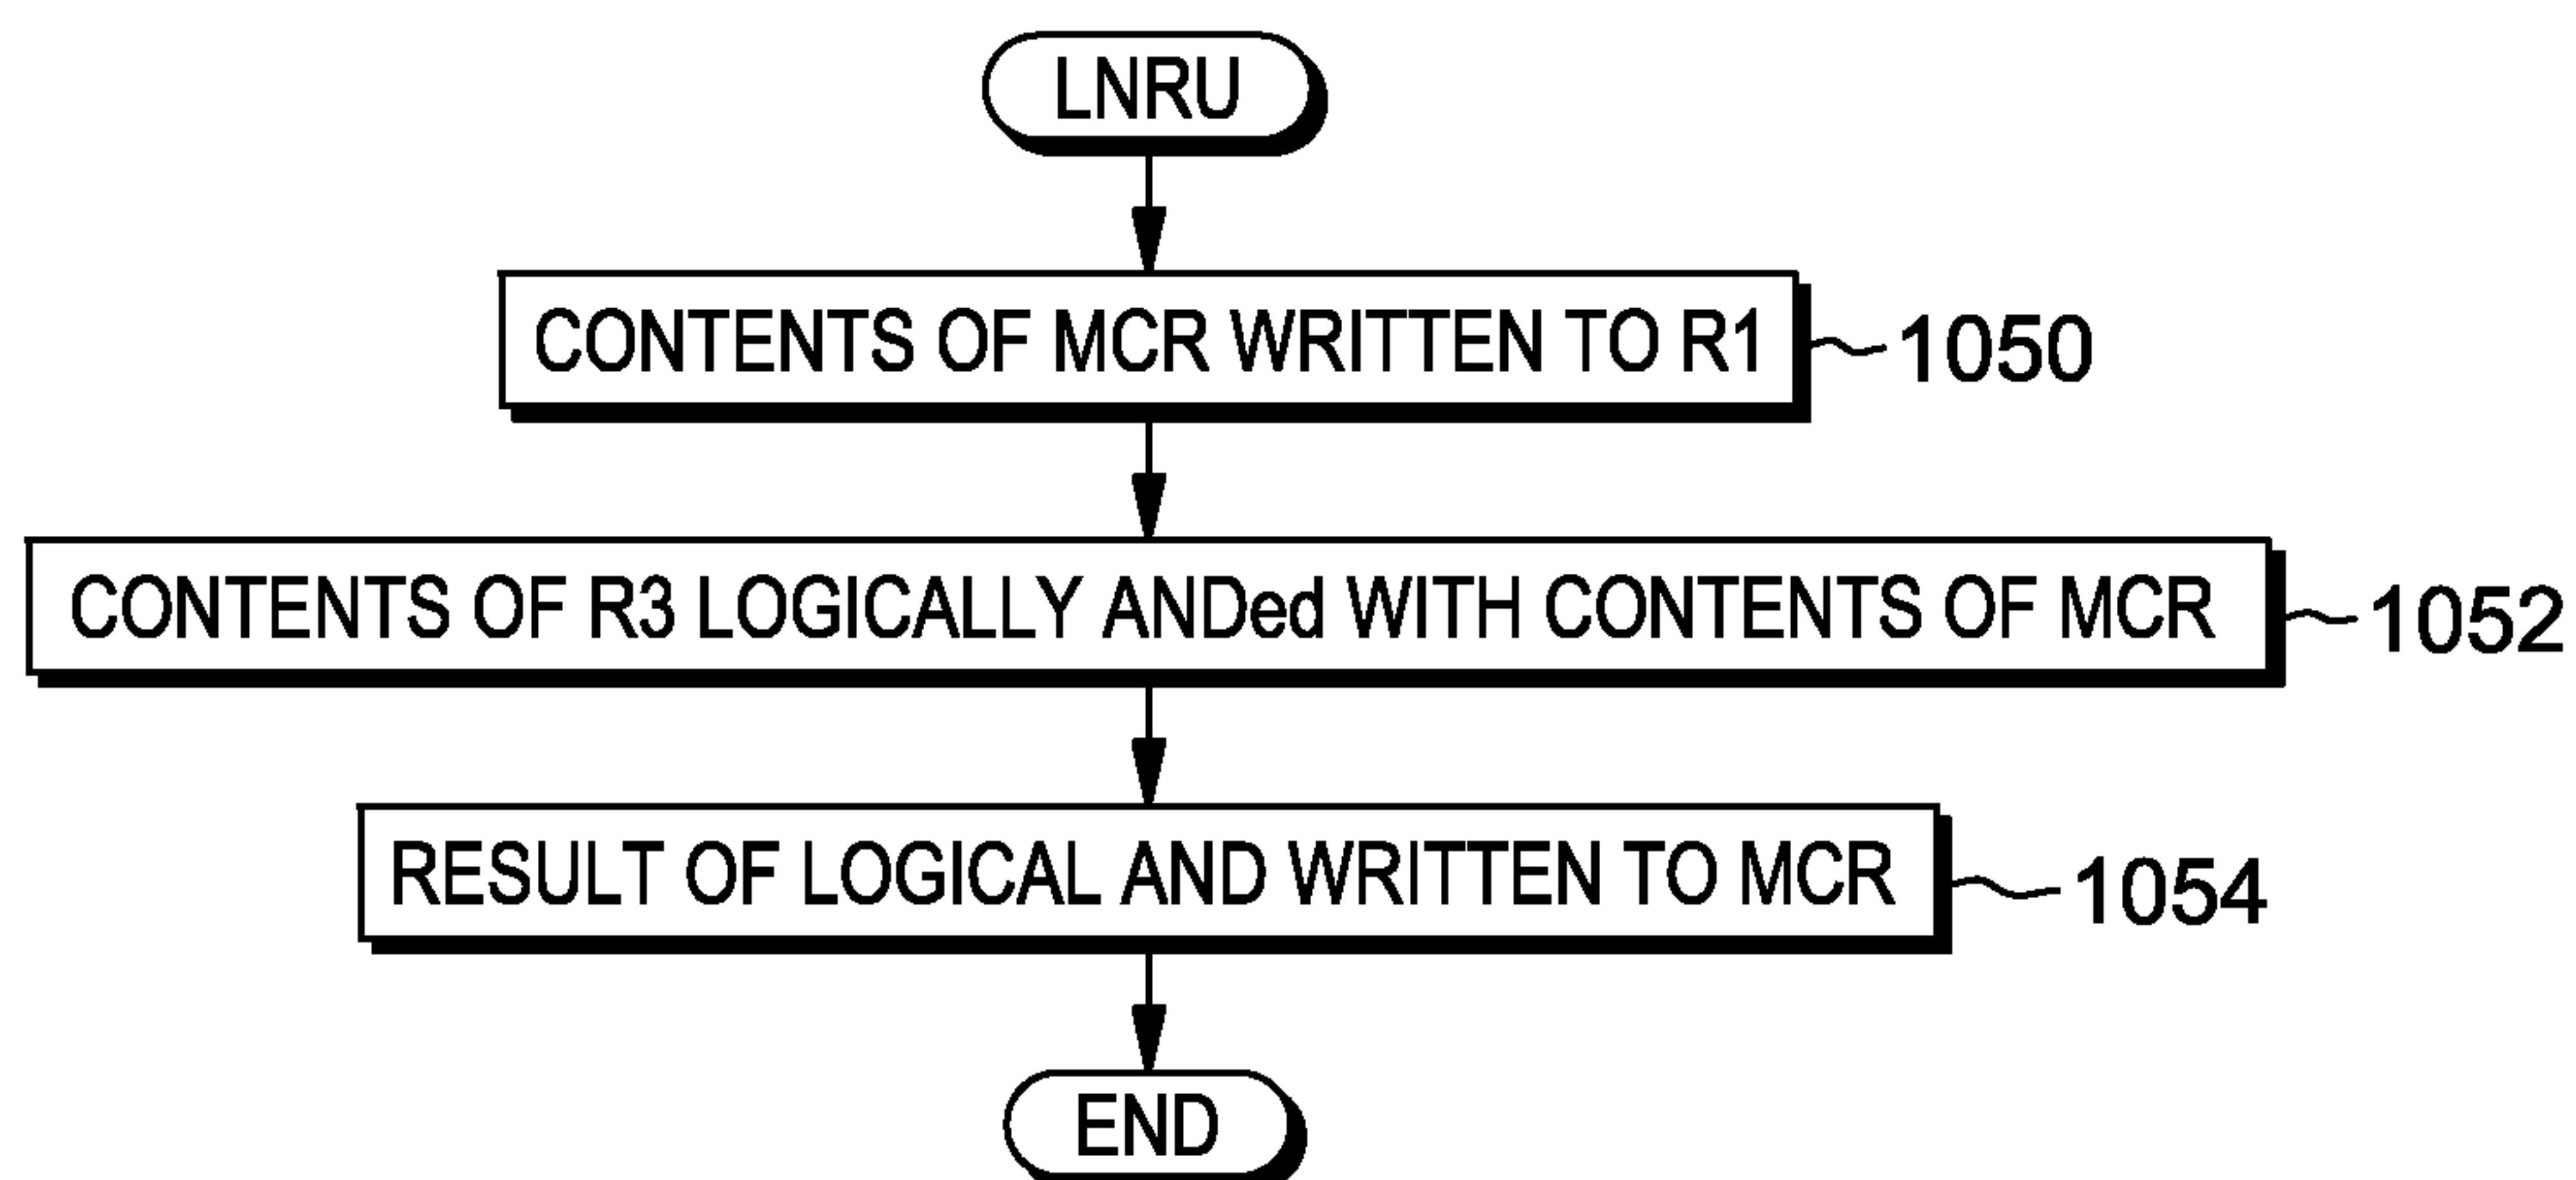 LNRU
CONTENTS OF MCR WRITTEN TO R1
1050
CONTENTS OF R3 LOGICALLY ANDed WITH CONTENTS OF MCR
1052
RESULT OF LOGICAL AND WRITTEN TO MCR
1054
END